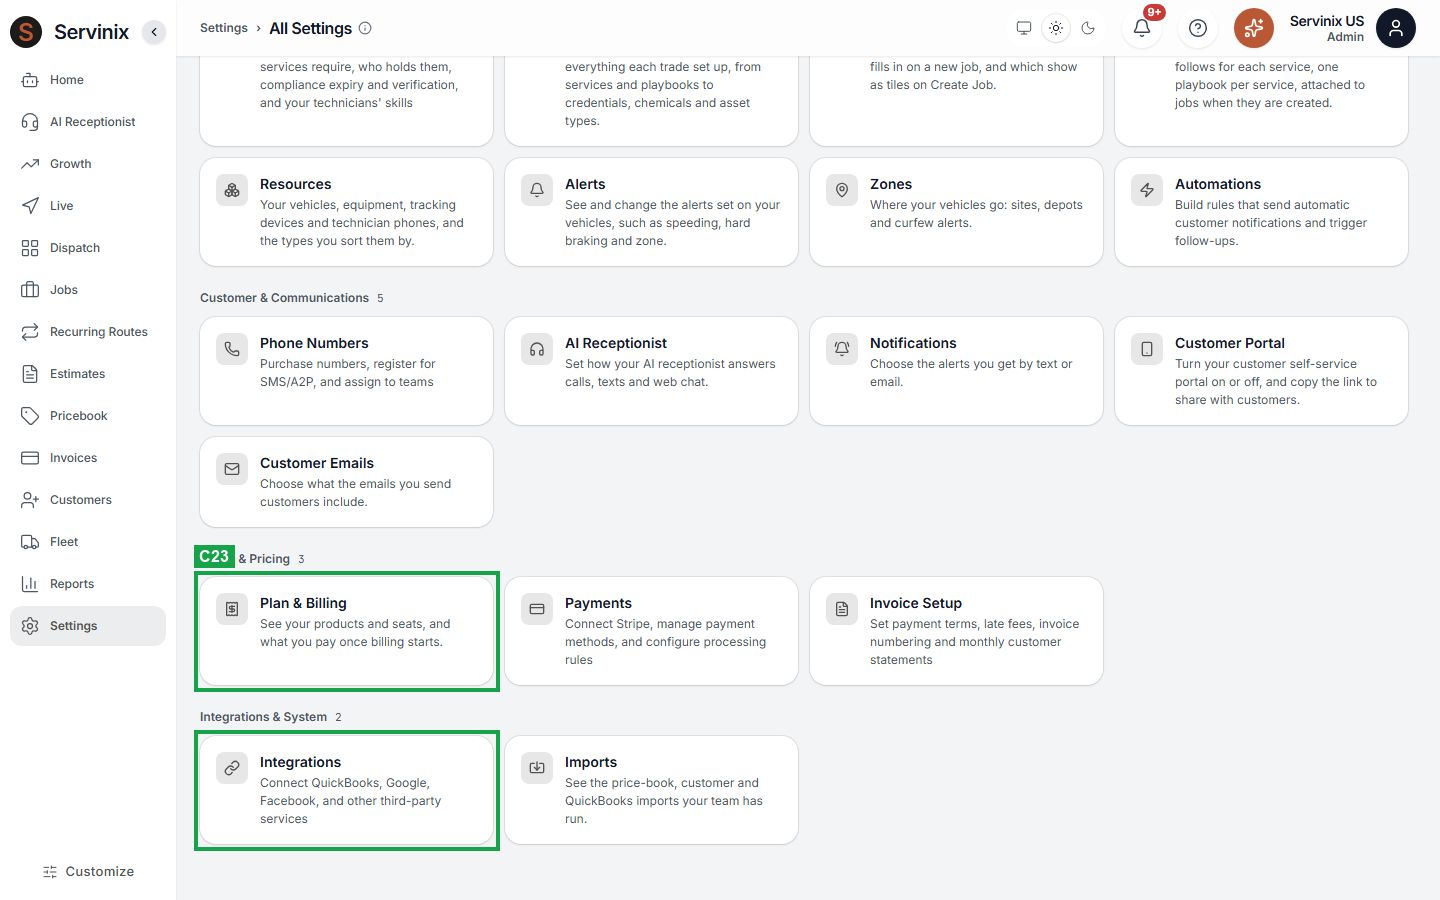 Servinix
Home
AI Receptionist
Growth
Live
Dispatch
Jobs
Recurring Routes
Estimates
Pricebook
Invoices
Customers
Fleet
Reports
Settings
Customize
Settings › All Settings
9+
Servinix US
Admin
services require, who holds them,
compliance expiry and verification,
and your technicians' skills
everything each trade set up, from
services and playbooks to
credentials, chemicals and asset
types.
fills in on a new job, and which show
as tiles on Create Job.
follows for each service, one
playbook per service, attached to
jobs when they are created.
Resources
Your vehicles, equipment, tracking
devices and technician phones, and
the types you sort them by.
Alerts
See and change the alerts set on your
vehicles, such as speeding, hard
braking and zone.
Zones
Where your vehicles go: sites, depots
and curfew alerts.
Automations
Build rules that send automatic
customer notifications and trigger
follow-ups.
Customer & Communications 5
Phone Numbers
Purchase numbers, register for
SMS/A2P, and assign to teams
AI Receptionist
Set how your AI receptionist answers
calls, texts and web chat.
Notifications
Choose the alerts you get by text or
email.
Customer Portal
Turn your customer self-service
portal on or off, and copy the link to
share with customers.
Customer Emails
Choose what the emails you send
customers include.
C23 & Pricing 3
Plan & Billing
See your products and seats, and
what you pay once billing starts.
Payments
Connect Stripe, manage payment
methods, and configure processing
rules
Invoice Setup
Set payment terms, late fees, invoice
numbering and monthly customer
statements
Integrations & System 2
Integrations
Connect QuickBooks, Google,
Facebook, and other third-party
services
Imports
See the price-book, customer and
QuickBooks imports your team has
run.